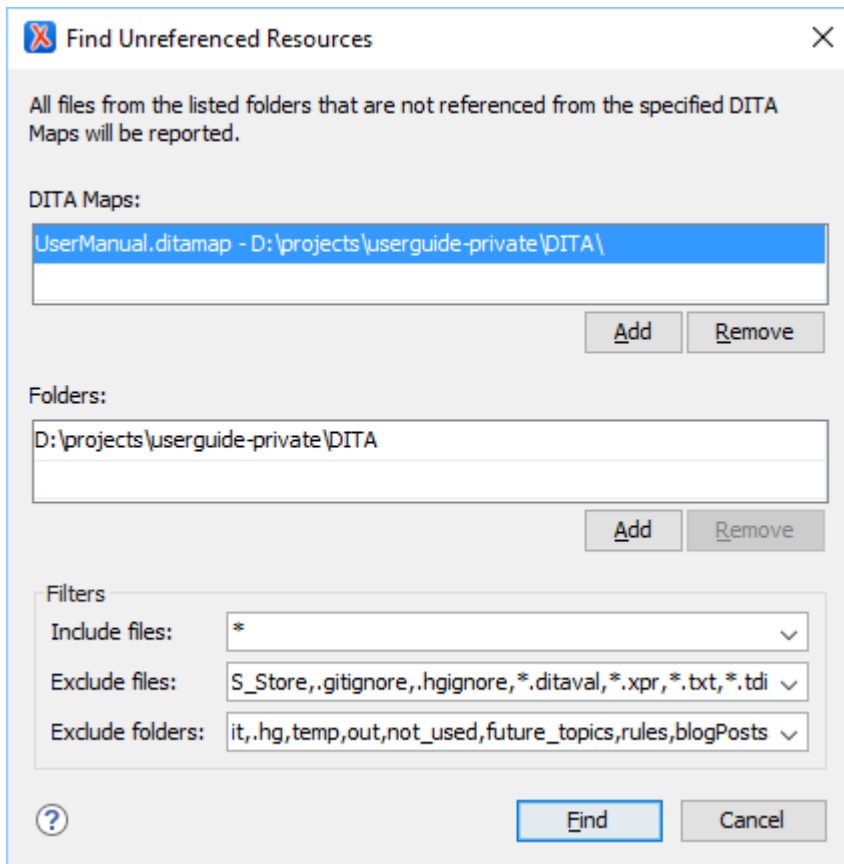 Find Unreferenced Resources
All files from the listed folders that are not referenced from the specified DITA
Maps will be reported.
DITA Maps:
UserManual.ditamap - D:\projects\userguide-private\DITA\
Add Remove
Folders:
D:\projects\userguide-private\DITA
Add Remove
Filters
Include files: *
Exclude files: S_Store,.gitignore,.hgignore,*.ditaval,*.xpr,*.txt,*.tdi
Exclude folders: it,.hg,temp,out,not_used,future_topics,rules,blogPosts
? Find Cancel